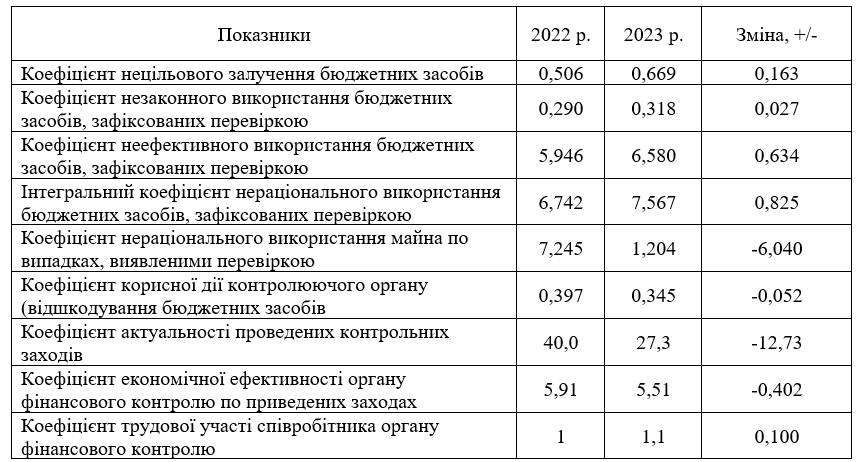 Показники 2022 р. 2023 р. Зміна, +/-
Коефіцієнт нецільового залучення бюджетних засобів 0,506 0,669 0,163
Коефіцієнт незаконного використання бюджетних
засобів, зафіксованих перевіркою 0,290 0,318 0,027
Коефіцієнт неефективного використання бюджетних
засобів, зафіксованих перевіркою 5,946 6,580 0,634
Інтегральний коефіцієнт нераціонального використання
бюджетних засобів, зафіксованих перевіркою 6,742 7,567 0,825
Коефіцієнт нераціонального використання майна по
випадках, виявленими перевіркою 7,245 1,204 -6,040
Коефіцієнт корисної дії контролюючого органу
(відшкодування бюджетних засобів 0,397 0,345 -0,052
Коефіцієнт актуальності проведених контрольних
заходів 40,0 27,3 -12,73
Коефіцієнт економічної ефективності органу
фінансового контролю по приведених заходах 5,91 5,51 -0,402
Коефіцієнт трудової участі співробітника органу
фінансового контролю 1 1,1 0,100